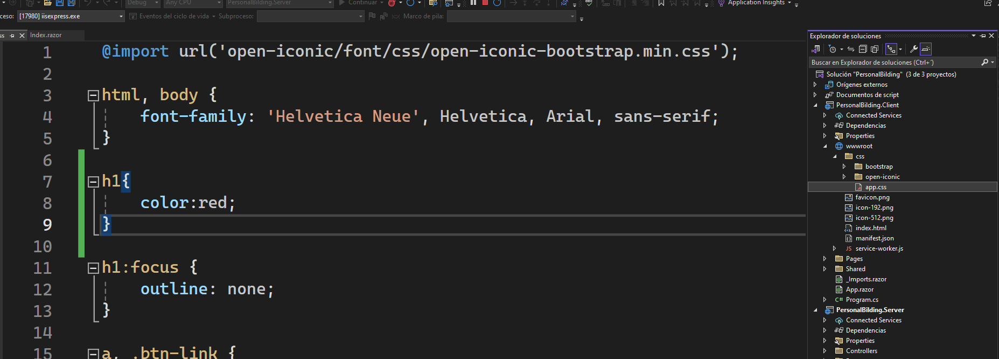 Debug Any CPU PersonalBilding.Server Continuar Application Insights
ceso: [17980] iisexpress.exe Eventos del ciclo de vida Subproceso: Marco de pila:
ss Index.razor
1 @import url('open-iconic/font/css/open-iconic-bootstrap.min.css');
2
3 html, body {
4 font-family: 'Helvetica Neue', Helvetica, Arial, sans-serif;
5 }
6
7 h1{
8 color:red;
9 }
10
11 h1:focus {
12 outline: none;
13 }
14
15 a, .btn-link {
Explorador de soluciones
Buscar en Explorador de soluciones (Ctrl+´)
Solución "PersonalBilding" (3 de 3 proyectos)
Orígenes externos
Documentos de script
PersonalBilding.Client
Connected Services
Dependencias
Properties
wwwroot
css
bootstrap
open-iconic
app.css
favicon.png
icon-192.png
icon-512.png
index.html
manifest.json
JS service-worker.js
Pages
Shared
_Imports.razor
App.razor
C# Program.cs
PersonalBilding.Server
Connected Services
Dependencias
Properties
Controllers